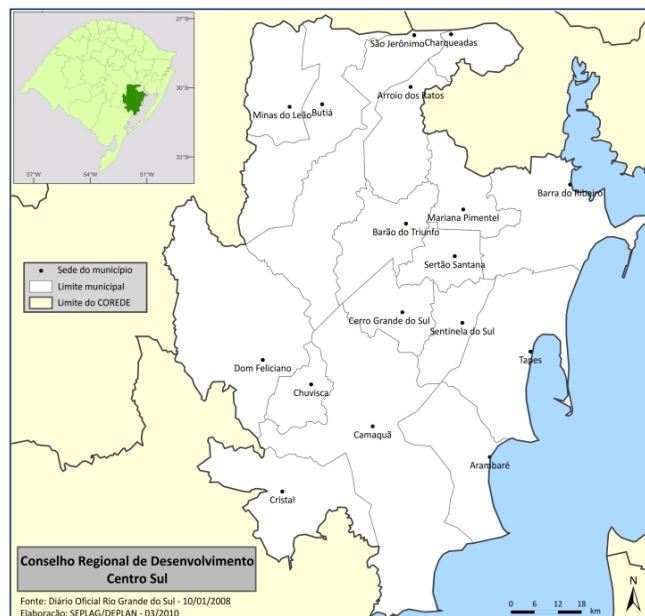 27°S
30°S
33°S
57°W
54°W
51°W
São Jerônimo
Charqueadas
Arroio dos Ratos
Minas do Leão
Butiá
Barra do Ribeiro
Mariana Pimentel
Barão do Triunfo
Sertão Santana
Sede do município
Limite municipal
Limite do COREDE
Cerro Grande do Sul
Sentinela do Sul
Tapes
Dom Feliciano
Chuvisca
Camaquã
Arambaré
Cristal
Conselho Regional de Desenvolvimento
Centro Sul
Fonte: Diário Oficial Rio Grande do Sul - 10/01/2008
Elaboração: SEPLAG/DEPLAN - 03/2010
0 6 12 18
km
N